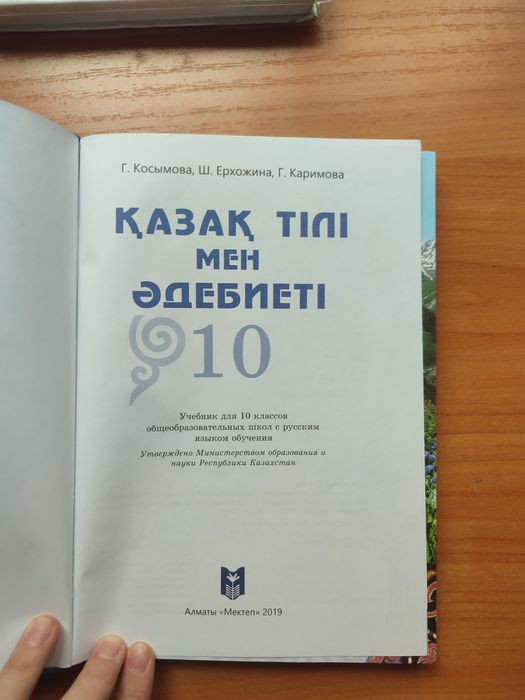 Г. Косымова, Ш. Ерхожина, Г. Каримова
ҚАЗАҚ ТІЛІ
МЕН
ӘДЕБИЕТІ
10
Учебник для 10 классов
общеобразовательных школ с русским
языком обучения
Утверждено Министерством образования и
науки Республики Казахстан
Алматы «Мектеп» 2019